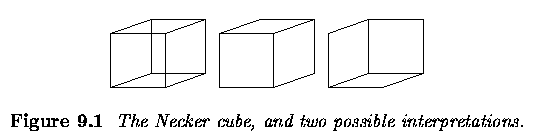 Figure 9.1 The Necker cube, and two possible interpretations.